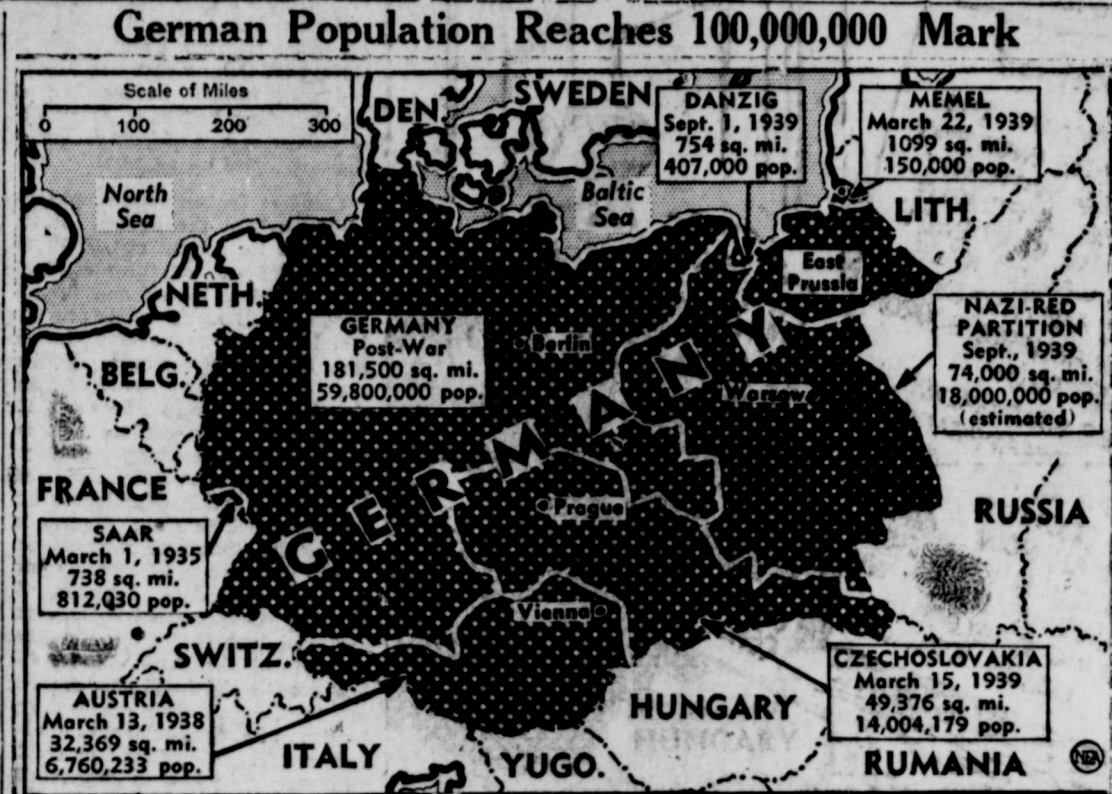 German Population Reaches 100,000,000 Mark
Scale of Miles
0 100 200 300
DEN.
SWEDEN
DANZIG
Sept. 1, 1939
754 sq. mi.
407,000 pop.
MEMEL
March 22, 1939
1099 sq. mi.
150,000 pop.
North
Sea
Baltic
Sea
LITH.
East
Prussia
NETH.
GERMANY
Post-War
181,500 sq. mi.
59,800,000 pop.
Berlin
NAZI-RED
PARTITION
Sept., 1939
74,000 sq. mi.
18,000,000 pop.
(estimated)
BELG.
Warsaw
GERMANY
FRANCE
Prague
RUSSIA
SAAR
March 1, 1935
738 sq. mi.
812,030 pop.
Vienna
SWITZ.
CZECHOSLOVAKIA
March 15, 1939
49,376 sq. mi.
14,004,179 pop.
AUSTRIA
March 13, 1938
32,369 sq. mi.
6,760,233 pop.
HUNGARY
ITALY
YUGO.
RUMANIA
NEA